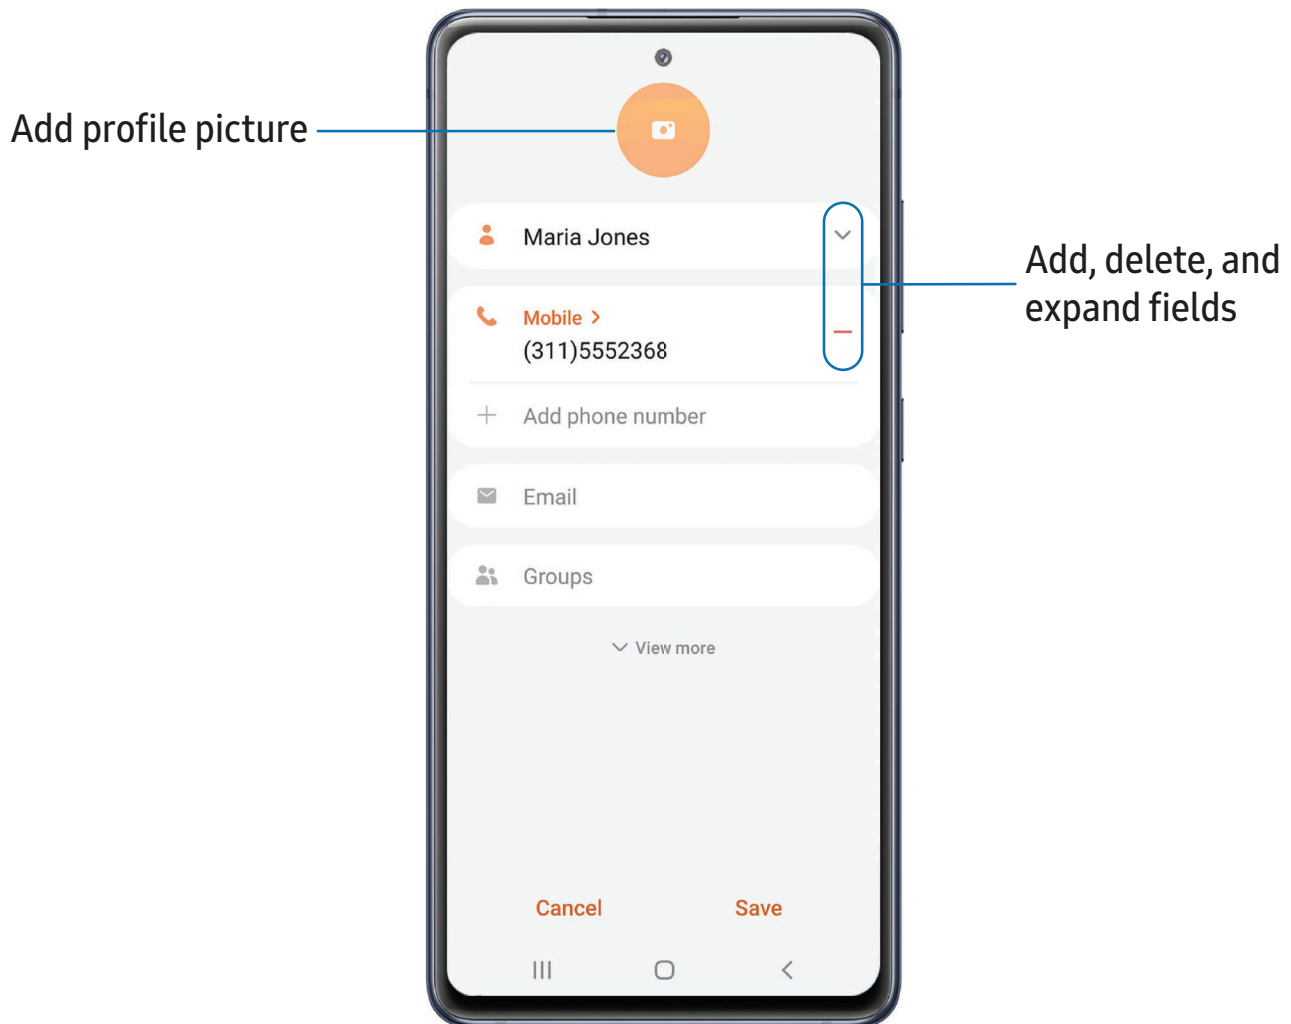 Add profile picture
Maria Jones
Add, delete, and
expand fields
Mobile >
(311)5552368
+ Add phone number
Email
Groups
View more
Cancel
Save